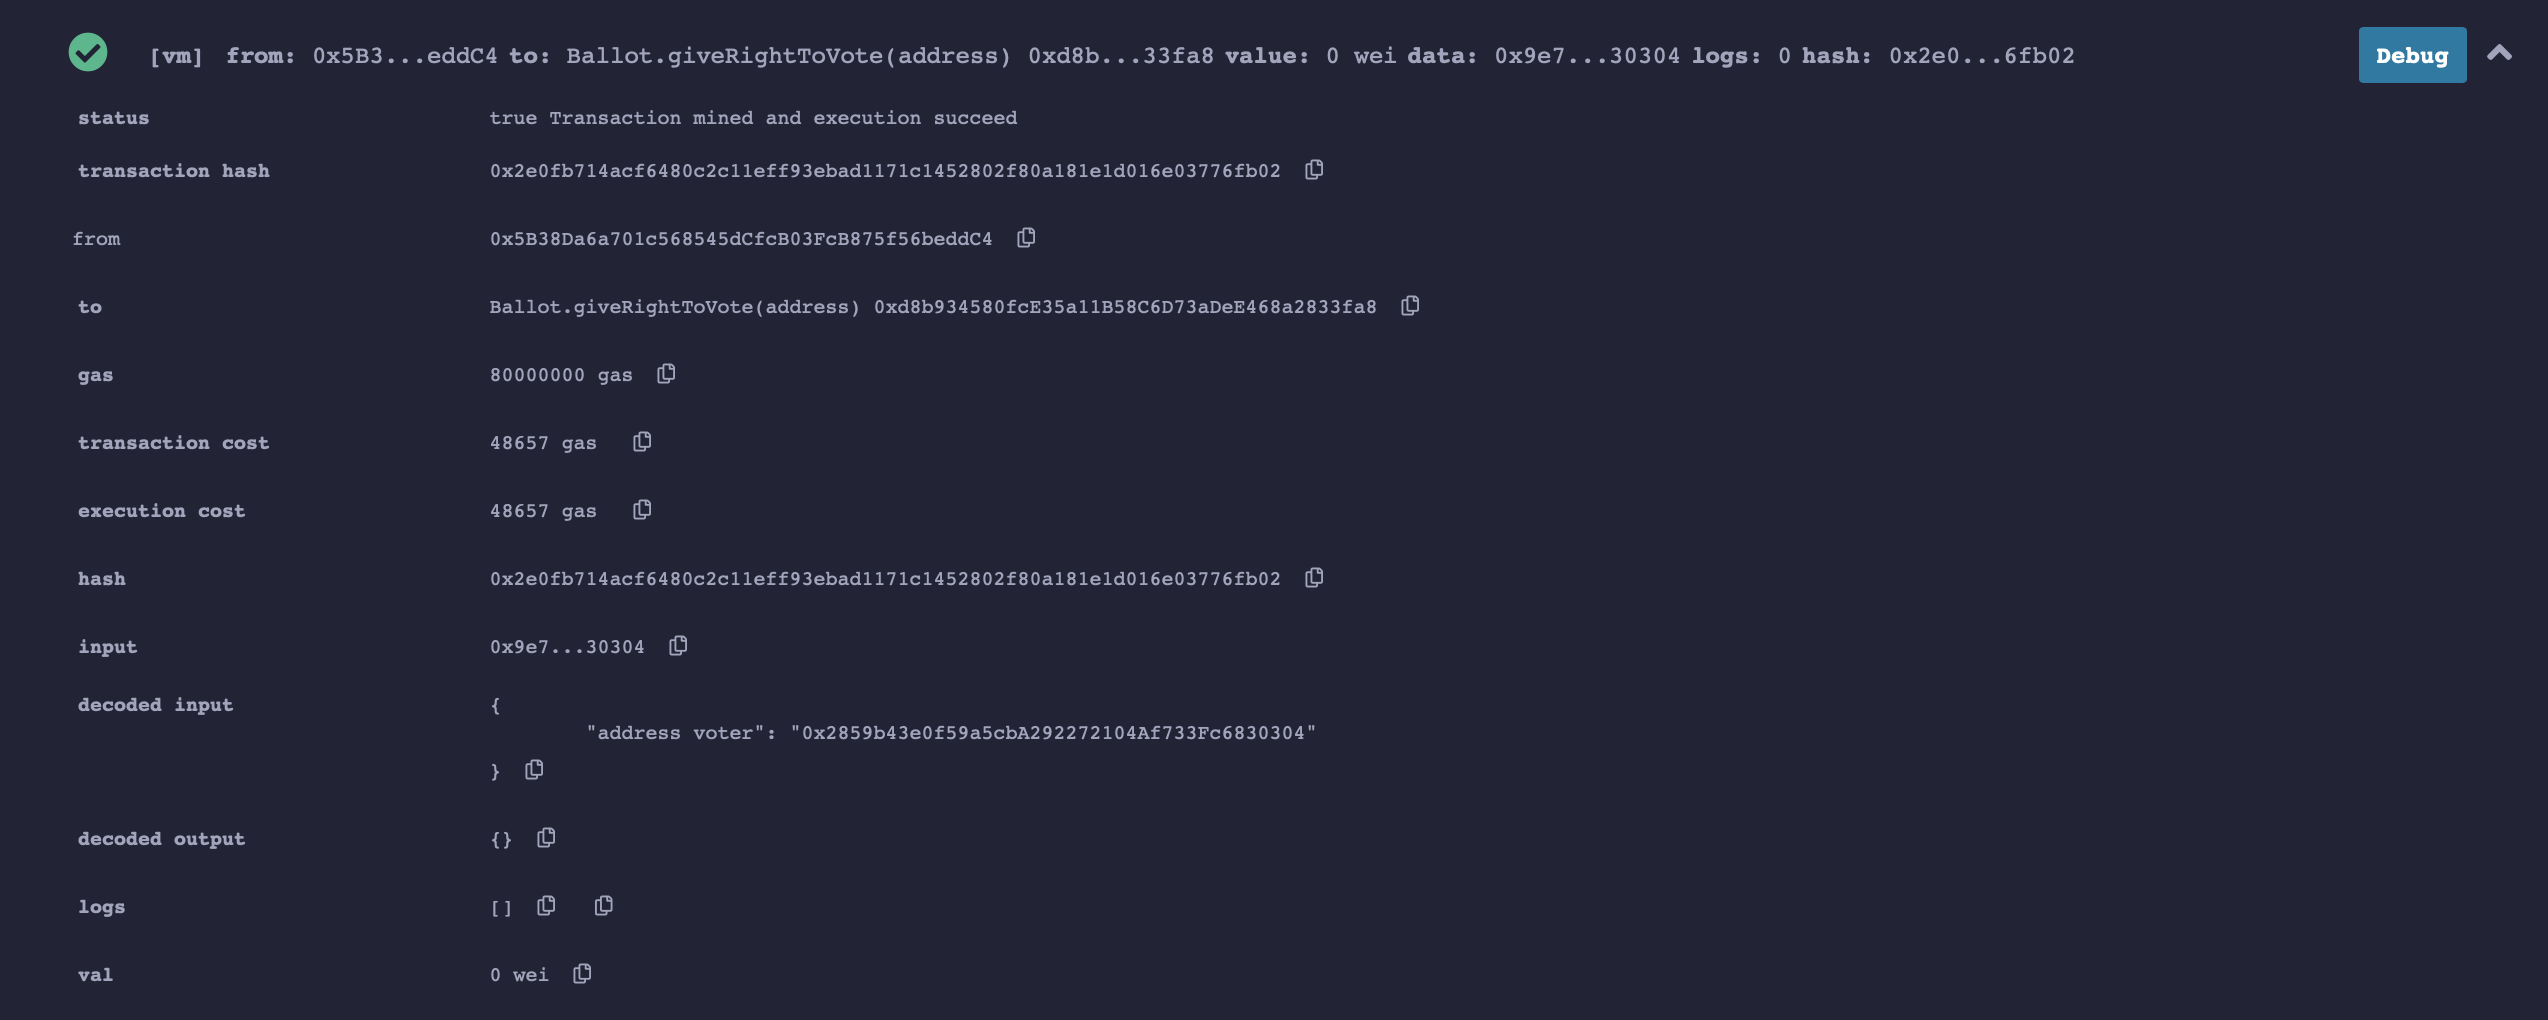 [vm] from: 0x5B3...eddC4 to: Ballot.giveRightToVote(address) 0xd8b...33fa8 value: 0 wei data: 0x9e7...30304 logs: 0 hash: 0x2e0...6fb02 Debug
status true Transaction mined and execution succeed
transaction hash 0x2e0fb714acf6480c2c11eff93ebad1171c1452802f80a181e1d016e03776fb02
from 0x5B38Da6a701c568545dCfcB03FcB875f56beddC4
to Ballot.giveRightToVote(address) 0xd8b934580fcE35a11B58C6D73aDeE468a2833fa8
gas 80000000 gas
transaction cost 48657 gas
execution cost 48657 gas
hash 0x2e0fb714acf6480c2c11eff93ebad1171c1452802f80a181e1d016e03776fb02
input 0x9e7...30304
decoded input {
"address voter": "0x2859b43e0f59a5cbA292272104Af733Fc6830304"
}
decoded output {}
logs []
val 0 wei